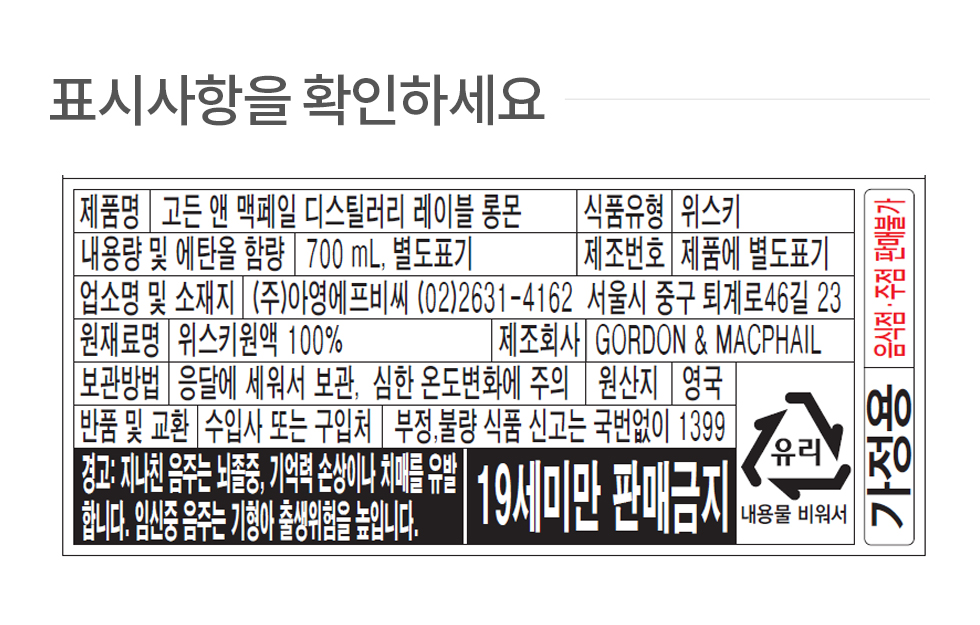 표시사항을 확인하세요
제품명 고든 앤 맥페일 디스틸러리 레이블 롱몬 식품유형 위스키
내용량 및 에탄올 함량 700 mL, 별도표기 제조번호 제품에 별도표기
업소명 및 소재지 (주)아영에프비씨 (02)2631-4162 서울시 중구 퇴계로46길 23
원재료명 위스키원액 100% 제조회사 GORDON & MACPHAIL
보관방법 응달에 세워서 보관, 심한 온도변화에 주의 원산지 영국
반품 및 교환 수입사 또는 구입처 부정,불량 식품 신고는 국번없이 1399
경고: 지나친 음주는 뇌졸중, 기억력 손상이나 치매를 유발
합니다. 임신중 음주는 기형아 출생위험을 높입니다.
19세미만 판매금지
유리
내용물 비워서
음식점·주점 판매불가
가정용